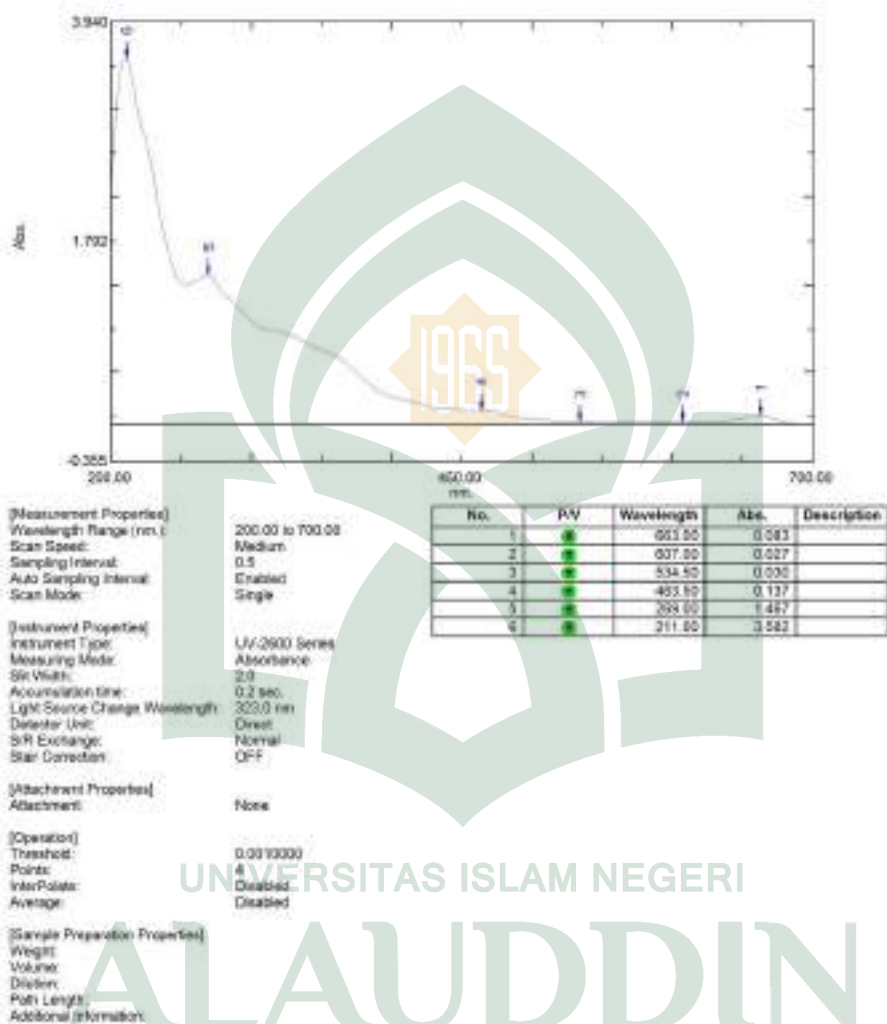 3.940
6
Abs.
1.792
5
1965
4
3
2
1
-0.355
200.00 450.00 700.00
nm.
[Measurement Properties]
Wavelength Range (nm.): 200.00 to 700.00
Scan Speed: Medium
Sampling Interval: 0.5
Auto Sampling Interval: Enabled
Scan Mode: Single
No. P/V Wavelength Abs. Description
1 663.00 0.083
2 607.00 0.027
3 534.50 0.030
4 463.50 0.137
5 269.00 1.467
6 211.00 3.582
[Instrument Properties]
Instrument Type: UV-2600 Series
Measuring Mode: Absorbance
Slit Width: 2.0
Accumulation time: 0.2 sec.
Light Source Change Wavelength: 323.0 nm
Detector Unit: Direct
S/R Exchange: Normal
Stair Correction: OFF
[Attachment Properties]
Attachment: None
[Operation]
Threshold: 0.0010000
Points: 4
InterPolate: Disabled
Average: Disabled
UNIVERSITAS ISLAM NEGERI
[Sample Preparation Properties]
Weight:
Volume:
Dilution:
Path Length:
Additional Information:
ALAUDDIN